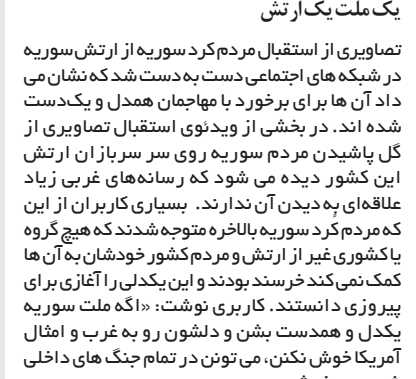 یک ملت یک ارتش
تصاویری از استقبال مردم کرد سوریه از ارتش سوریه
در شبکه های اجتماعی دست به دست شد که نشان می
داد آن ها برای برخورد با مهاجمان همدل و یک‌دست
شده اند. در بخشی از ویدئوی استقبال تصاویری از
گل پاشیدن مردم سوریه روی سر سربازان ارتش
این کشور دیده می شود که رسانه‌های غربی زیاد
علاقه‌ای به دیدن آن ندارند. بسیاری کاربران از این
که مردم کُرد سوریه بالاخره متوجه شدند که هیچ گروه
یا کشوری غیر از ارتش و مردم کشور خودشان به آن ها
کمک نمی کند خرسند بودند و این یکدلی را آغازی برای
پیروزی دانستند. کاربری نوشت: «اگه ملت سوریه
یکدل و همدست بشن و دلشون رو به غرب و امثال
آمریکا خوش نکنن، می تونن در تمام جنگ های داخلی